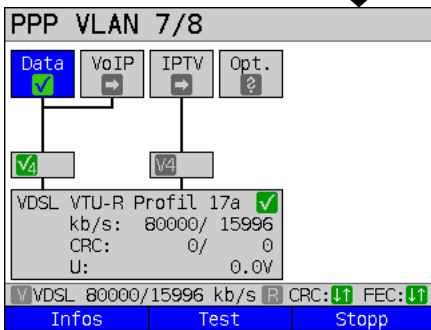 PPP VLAN 7/8
Data VoIP IPTV Opt.
V4 V4
VDSL VTU-R Profil 17a
kb/s: 80000/ 15996
CRC: 0/ 0
U: 0.0V
V VDSL 80000/15996 kb/s R CRC: FEC:
Infos Test Stopp